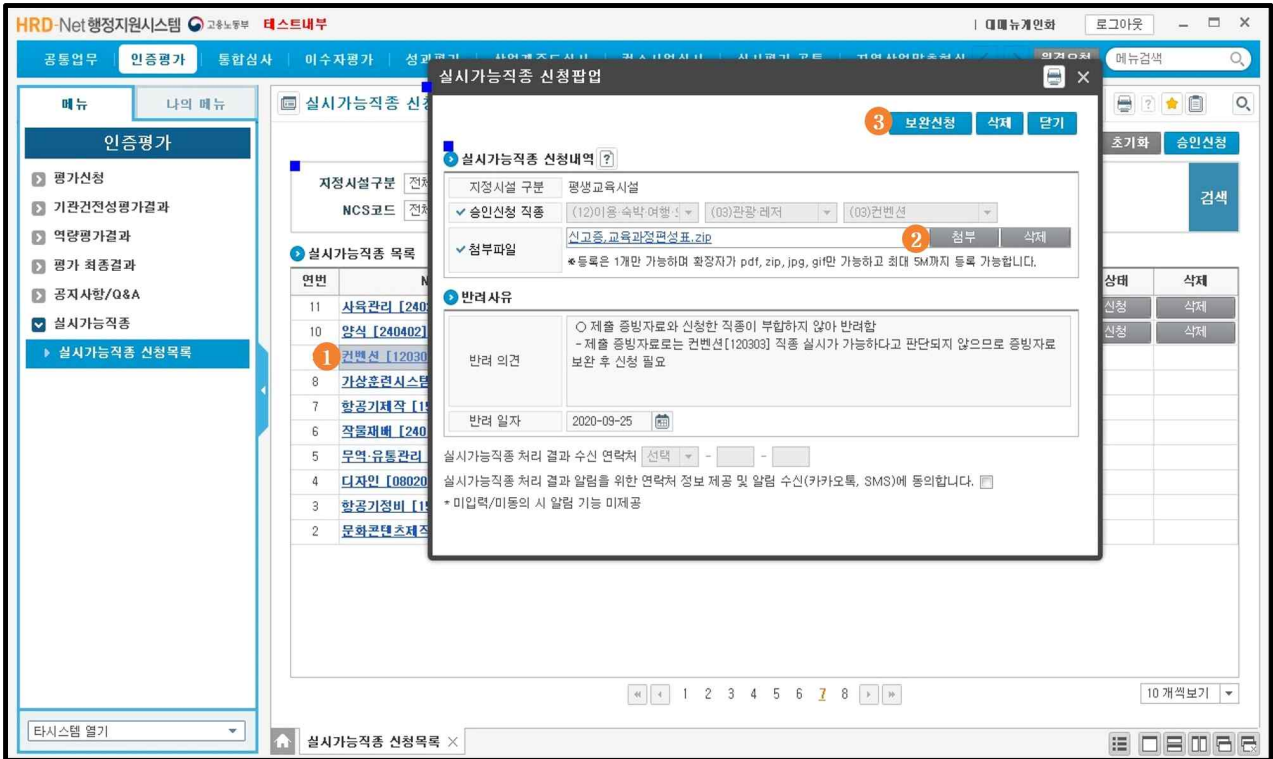 HRD-Net행정지원시스템 고용노동부 테스트내부
대메뉴개인화 로그아웃
공통업무 인증평가 통합심사 이수자평가 메뉴검색
메뉴 나의 메뉴
인증평가
평가신청
기관건전성평가결과
역량평가결과
평가 최종결과
공지사항/Q&A
실시가능직종
실시가능직종 신청목록
타시스템 열기
실시가능직종 신청
초기화 승인신청
지정시설구분 전체
NCS코드 전체
검색
실시가능직종 목록
연번 상태 삭제
11 사육관리 [240 신청 삭제
10 양식 [240402] 신청 삭제
1 컨벤션 [12030
8 가상훈련시스템
7 항공기제작 [15
6 작물재배 [240
5 무역·유통관리
4 디자인 [08020
3 항공기정비 [15
2 문화콘텐츠제작
실시가능직종 신청팝업
3 보완신청 삭제 닫기
실시가능직종 신청내역 ?
지정시설 구분 평생교육시설
승인신청 직종 (12)이용·숙박·여행· (03)관광·레저 (03)컨벤션
첨부파일 신고증,교육과정편성표.zip 2 첨부 삭제
※등록은 1개만 가능하며 확장자가 pdf, zip, jpg, gif만 가능하고 최대 5M까지 등록 가능합니다.
반려사유
반려 의견
○ 제출 증빙자료와 신청한 직종이 부합하지 않아 반려함
- 제출 증빙자료로는 컨벤션[120303] 직종 실시가 가능하다고 판단되지 않으므로 증빙자료
보완 후 신청 필요
반려 일자 2020-09-25
실시가능직종 처리 결과 수신 연락처 선택 - -
실시가능직종 처리 결과 알림을 위한 연락처 정보 제공 및 알림 수신(카카오톡, SMS)에 동의합니다.
* 미입력/미동의 시 알림 기능 미제공
1 2 3 4 5 6 7 8
10 개씩보기
실시가능직종 신청목록